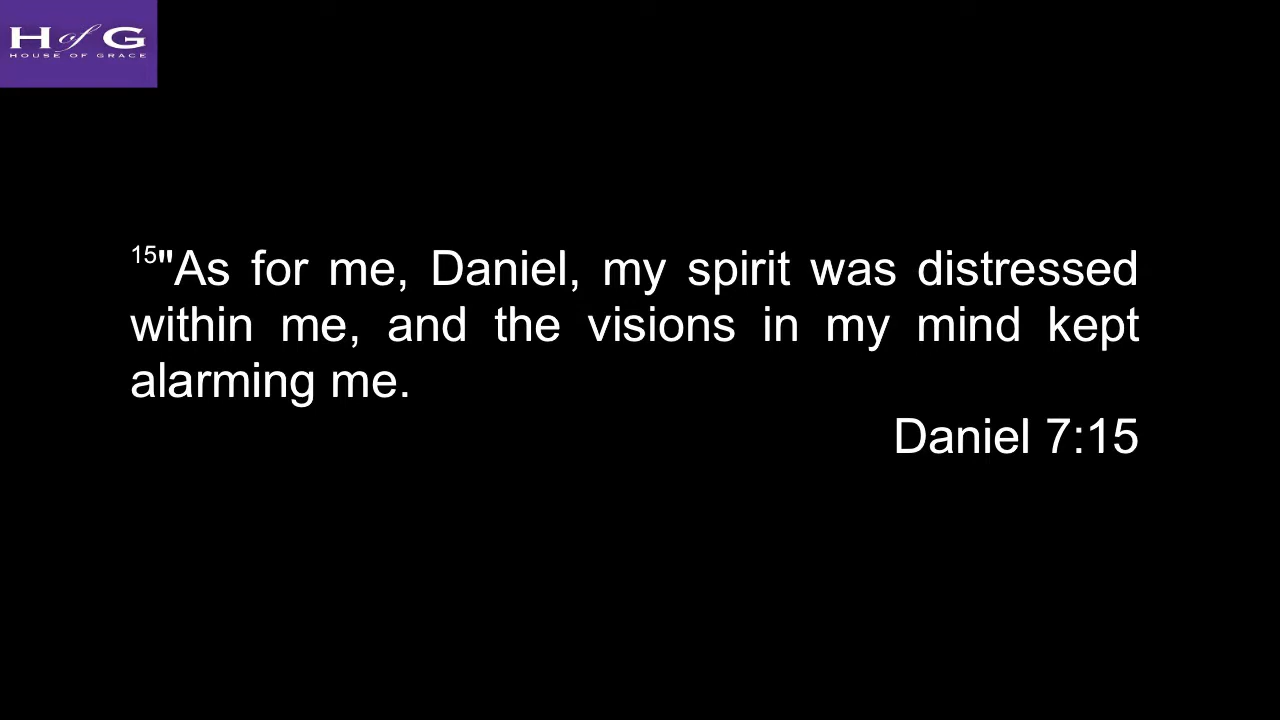 H of G
HOUSE OF GRACE
15"As for me, Daniel, my spirit was distressed
within me, and the visions in my mind kept
alarming me.
Daniel 7:15